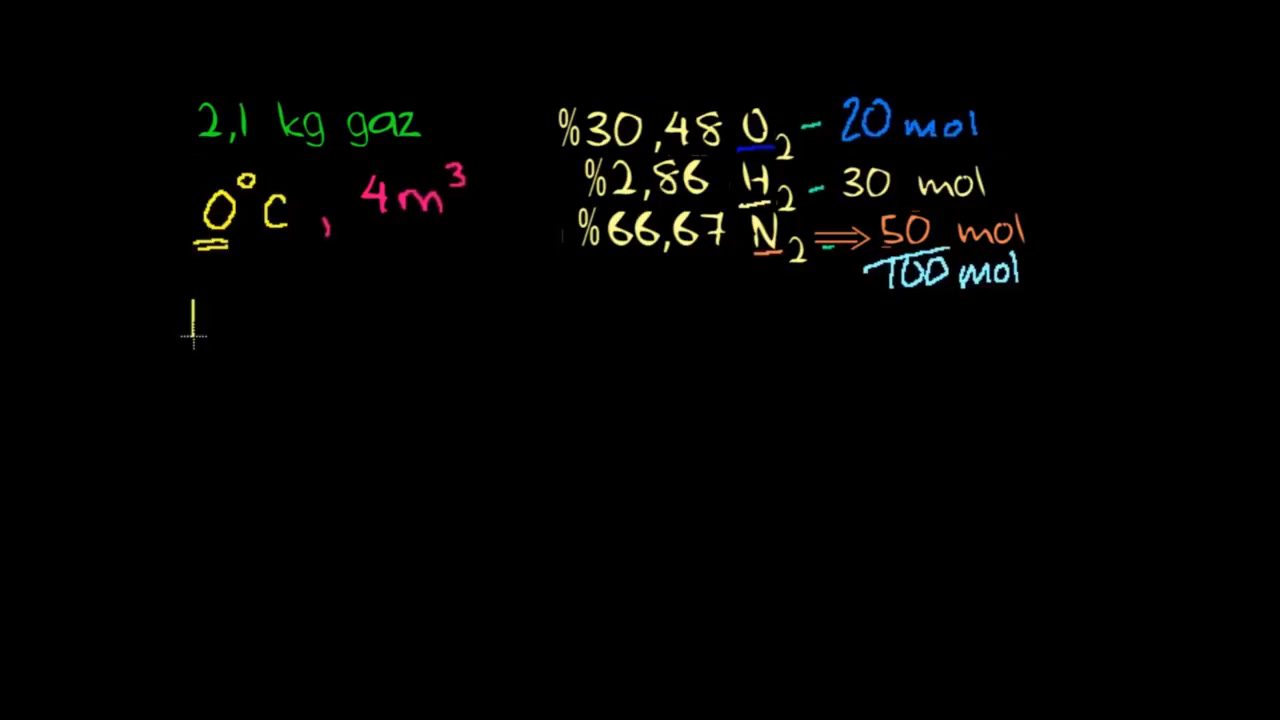 2,1 kg gaz
0°C, 4m³
%30,48 O₂ - 20 mol
%2,86 H₂ - 30 mol
%66,67 N₂ ⇒ 50 mol
100 mol